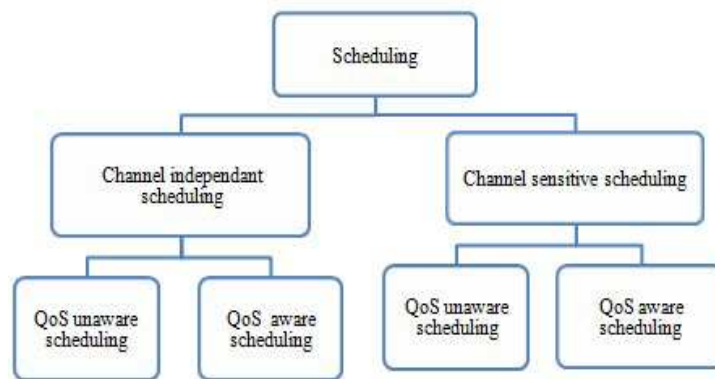 Scheduling
Channel independant
scheduling
Channel sensitive scheduling
QoS unaware
scheduling
QoS aware
scheduling
QoS unaware
scheduling
QoS aware
scheduling